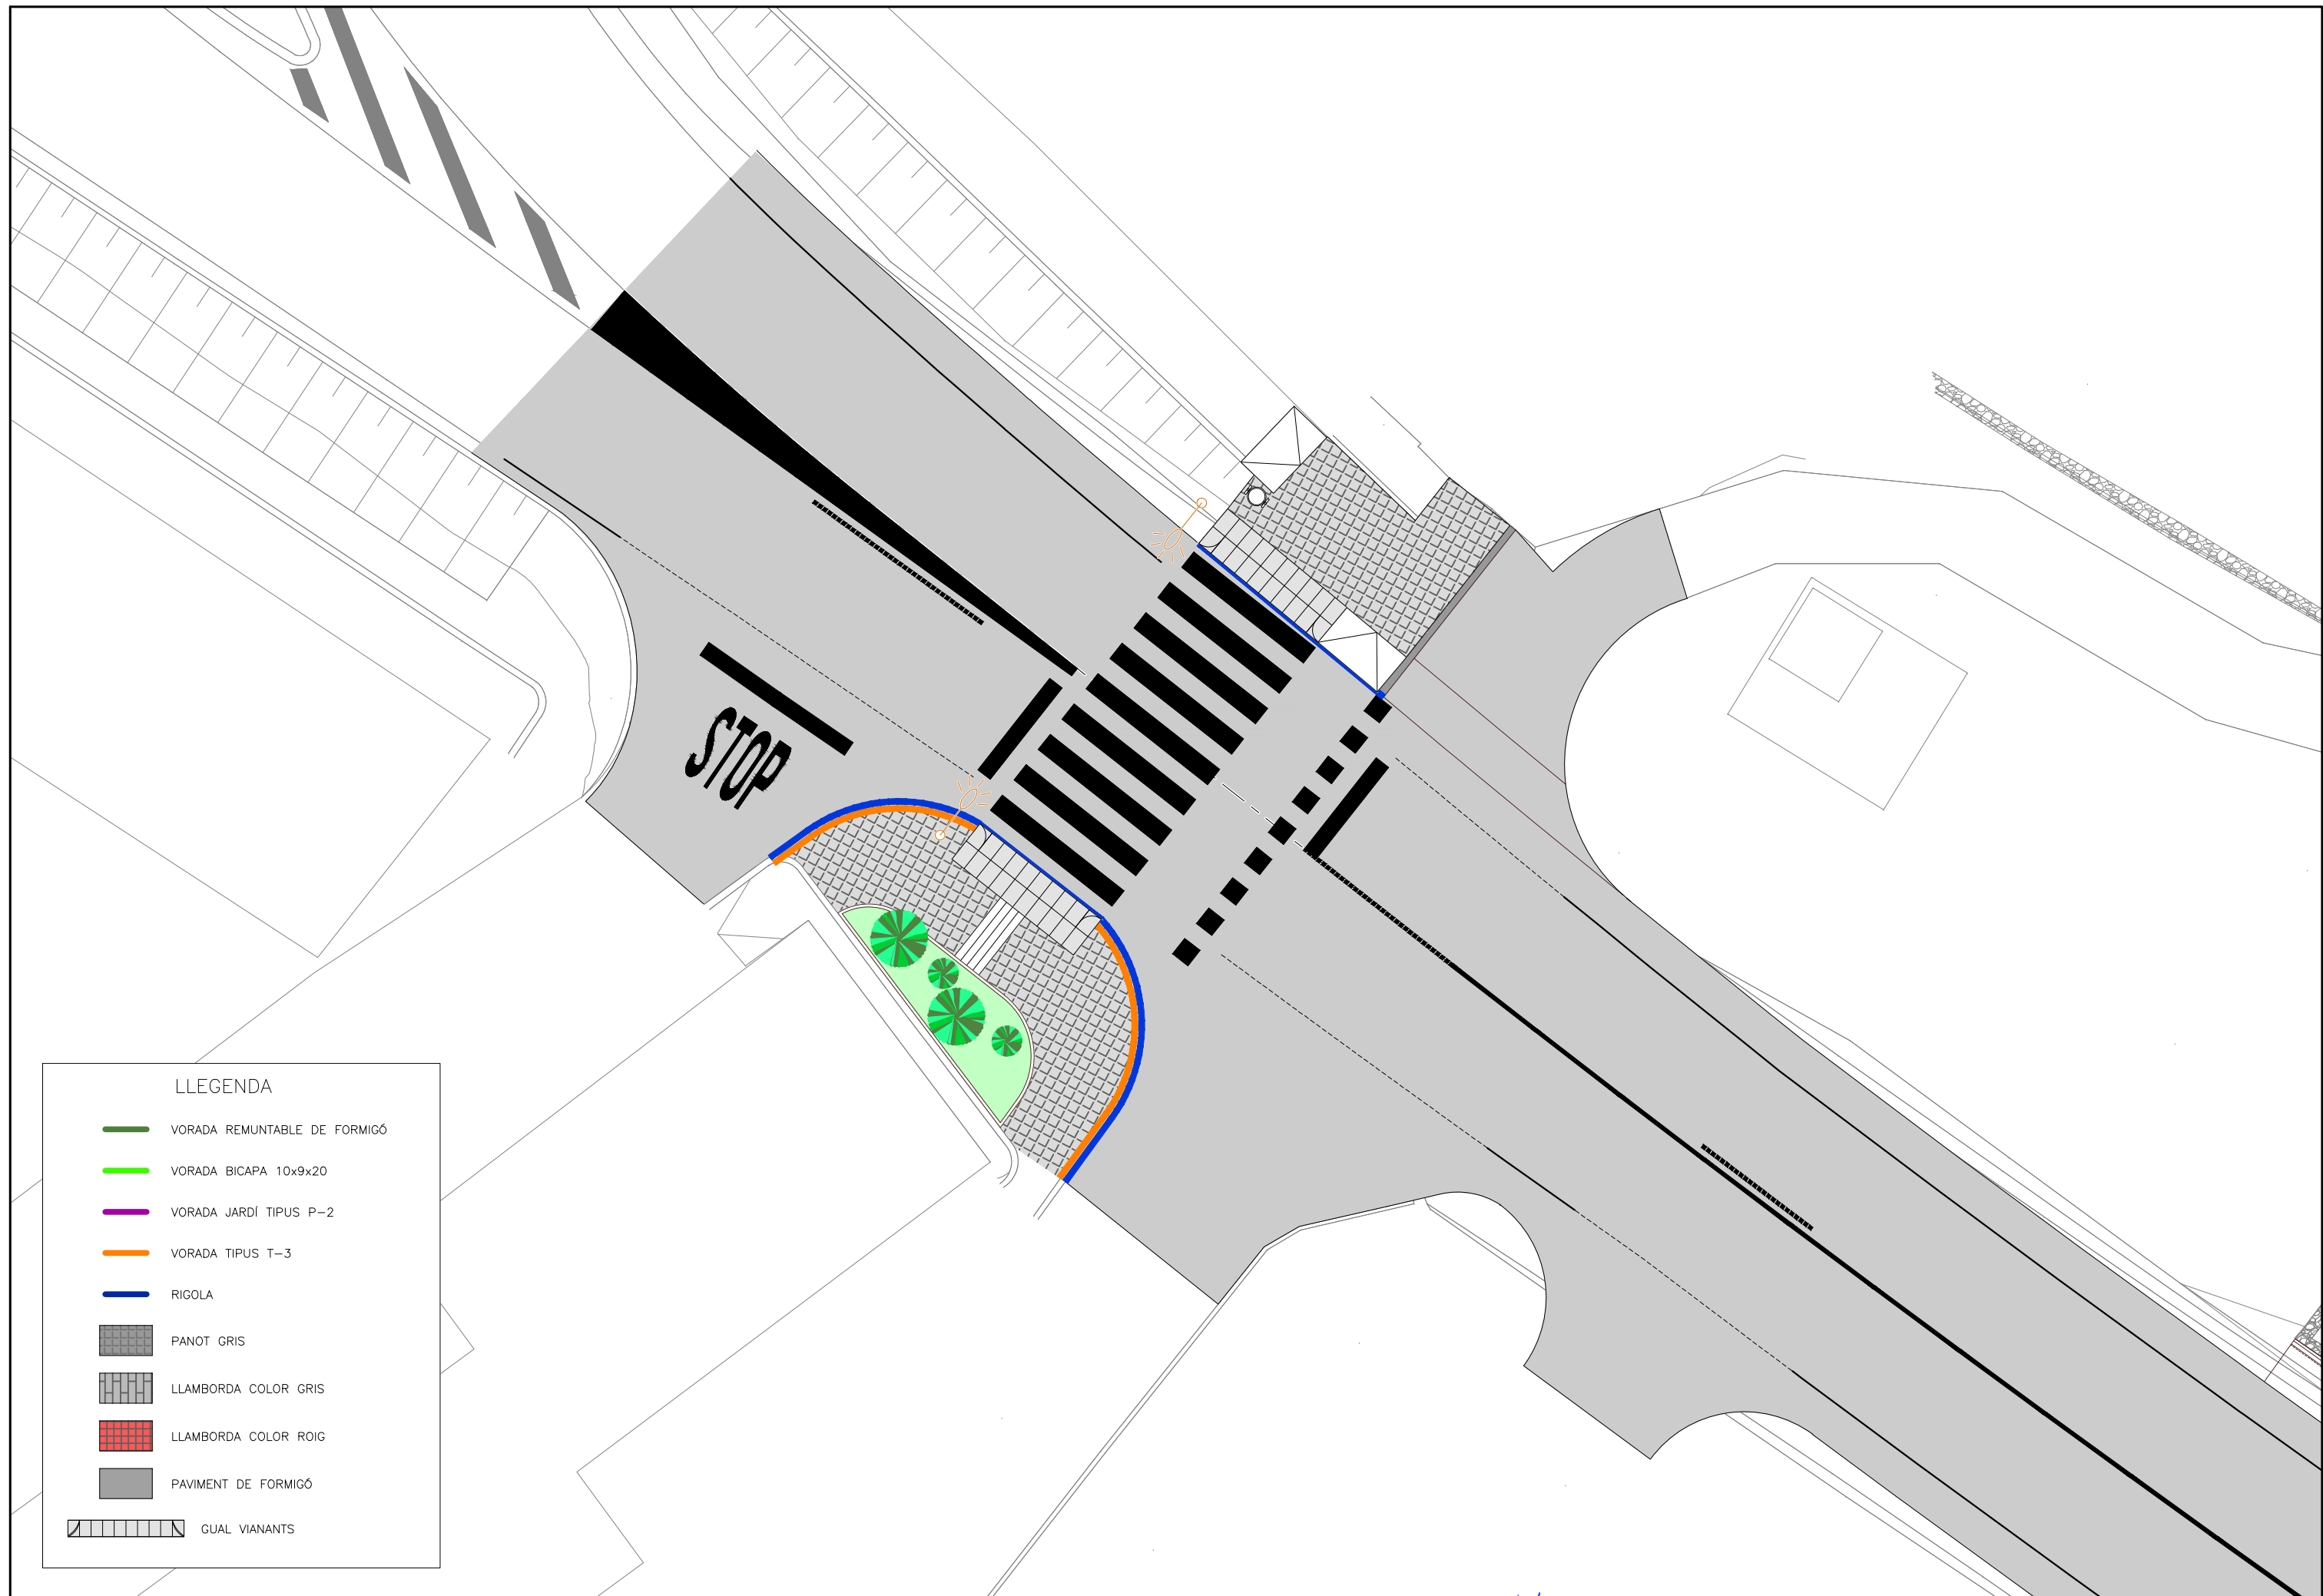 STOP
LLEGENDA
VORADA REMUNTABLE DE FORMIGÓ
VORADA BICAPA 10x9x20
VORADA JARDÍ TIPUS P-2
VORADA TIPUS T-3
RIGOLA
PANOT GRIS
LLAMBORDA COLOR GRIS
LLAMBORDA COLOR ROIG
PAVIMENT DE FORMIGÓ
GUAL VIANANTS